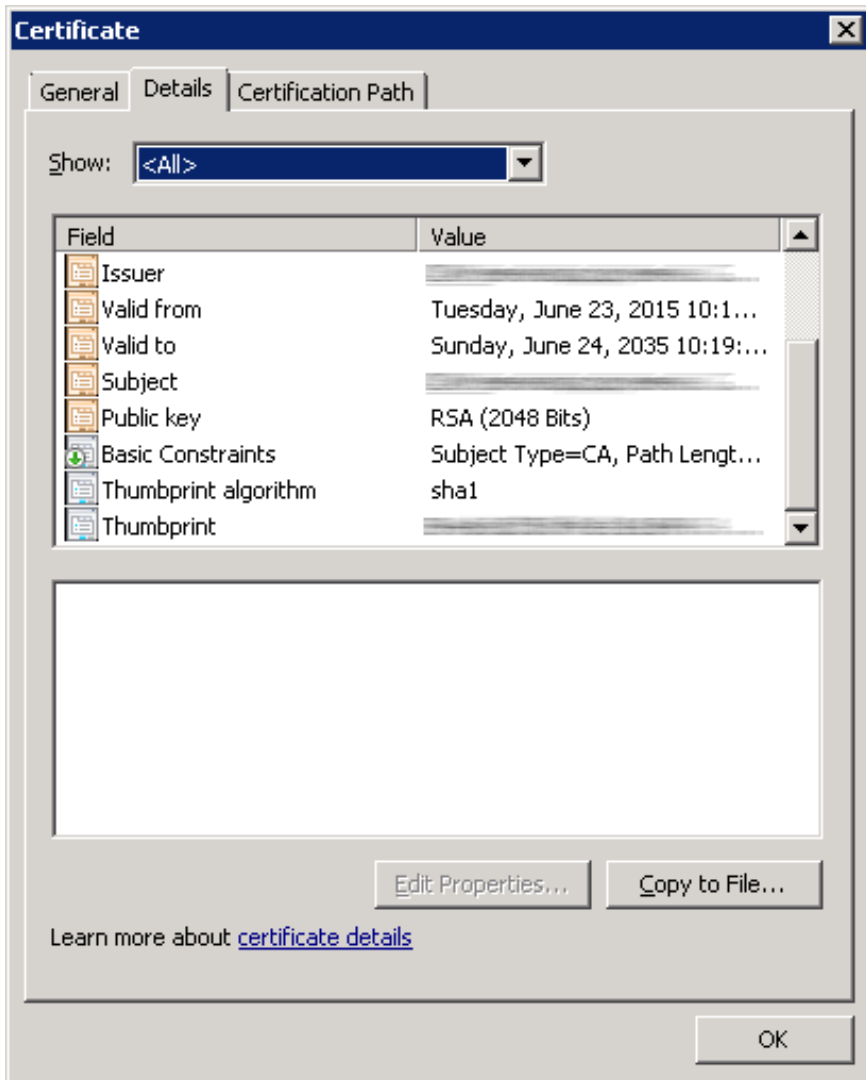 Certificate
General Details Certification Path
Show: <All>
Field Value
Issuer
Valid from Tuesday, June 23, 2015 10:1...
Valid to Sunday, June 24, 2035 10:19:...
Subject
Public key RSA (2048 Bits)
Basic Constraints Subject Type=CA, Path Lengt...
Thumbprint algorithm sha1
Thumbprint
Edit Properties... Copy to File...
Learn more about certificate details
OK